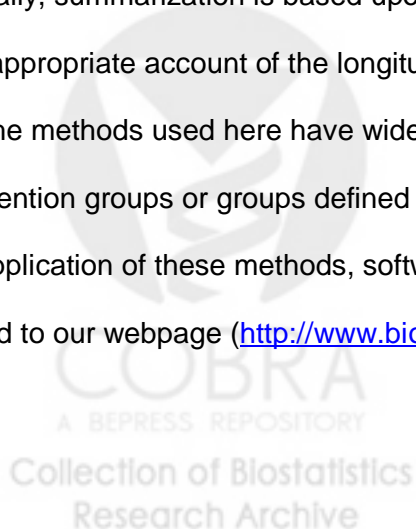 ally, summarization is based upo
appropriate account of the longitu
ne methods used here have wide
ention groups or groups defined
pplication of these methods, softw
d to our webpage (http://www.bio
COBRA
A BEPRESS REPOSITORY
Collection of Biostatistics
Research Archive